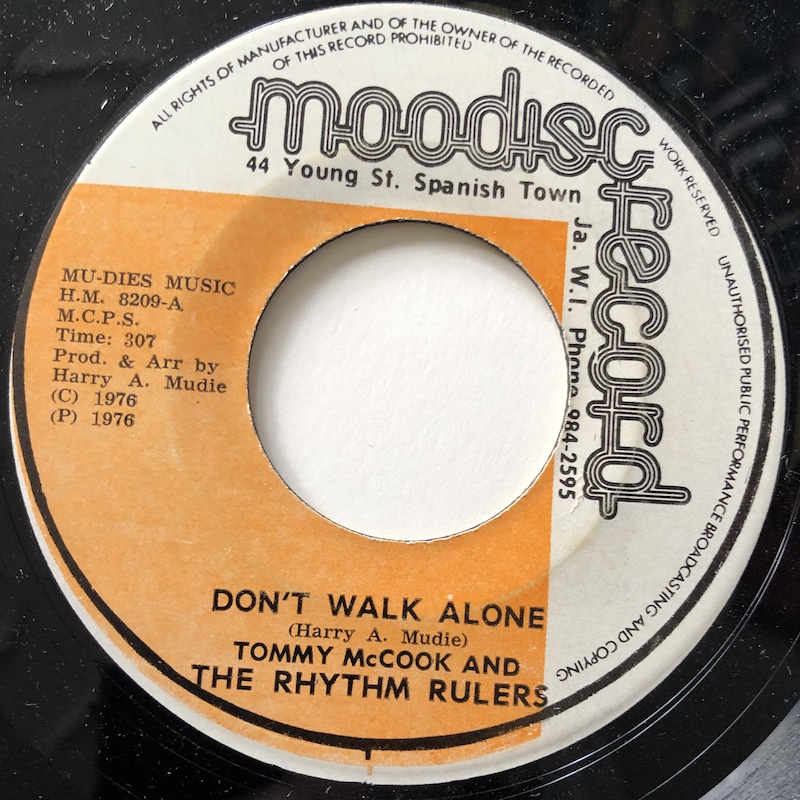 ALL RIGHTS OF MANUFACTURER AND OF THE OWNER OF THE RECORDED
WORK RESERVED
UNAUTHORISED PUBLIC PERFORMANCE BROADCASTING AND COPYING
OF THIS RECORD PROHIBITED
moodisc
record
44 Young St. Spanish Town
Ja. W.I. Phone 984-2595
MU-DIES MUSIC
H.M. 8209-A
M.C.P.S.
Time: 307
Prod. & Arr by
Harry A. Mudie
(C) 1976
(P) 1976
DON'T WALK ALONE
(Harry A. Mudie)
TOMMY McCOOK AND
THE RHYTHM RULERS